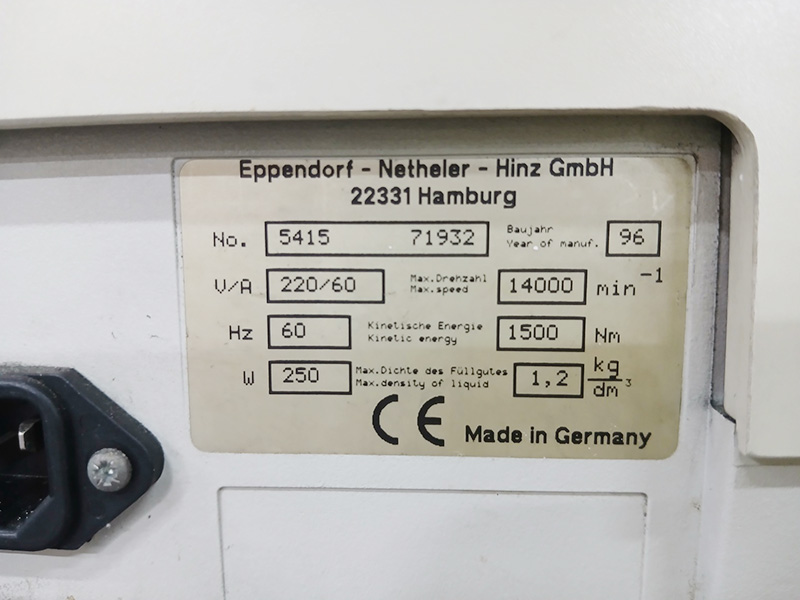 Eppendorf - Netheler - Hinz GmbH
22331 Hamburg
No. 5415 71932 Baujahr Year of manuf. 96
V/A 220/60 Max.Drehzahl Max.speed 14000 min⁻¹
Hz 60 Kinetische Energie Kinetic energy 1500 Nm
W 250 Max.Dichte des Füllgutes Max.density of liquid 1,2 kg/dm³
CE Made in Germany